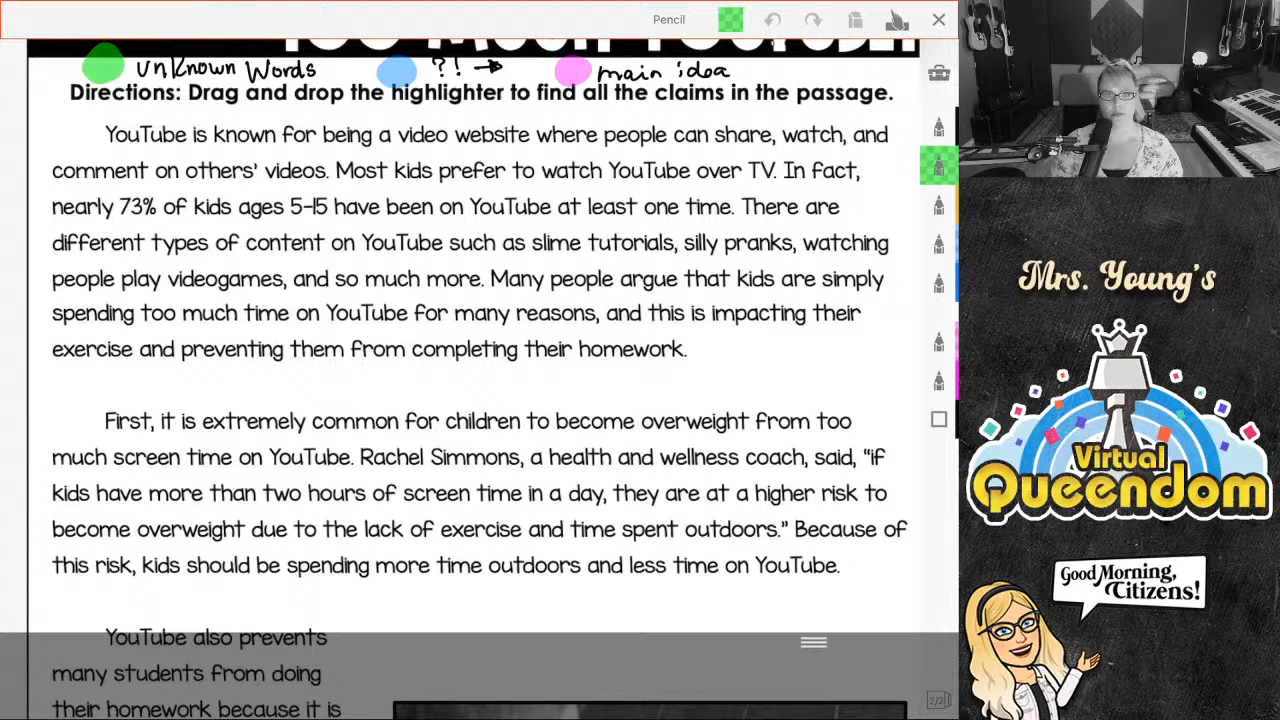 Pencil
TOO MUCH YOUTUBE?
unknown words ?! → main idea
Directions: Drag and drop the highlighter to find all the claims in the passage.
YouTube is known for being a video website where people can share, watch, and
comment on others' videos. Most kids prefer to watch YouTube over TV. In fact,
nearly 73% of kids ages 5-15 have been on YouTube at least one time. There are
different types of content on YouTube such as slime tutorials, silly pranks, watching
people play videogames, and so much more. Many people argue that kids are simply
spending too much time on YouTube for many reasons, and this is impacting their
exercise and preventing them from completing their homework.
First, it is extremely common for children to become overweight from too
much screen time on YouTube. Rachel Simmons, a health and wellness coach, said, "if
kids have more than two hours of screen time in a day, they are at a higher risk to
become overweight due to the lack of exercise and time spent outdoors." Because of
this risk, kids should be spending more time outdoors and less time on YouTube.
YouTube also prevents
many students from doing
their homework because it is
2/2
Mrs. Young's
Virtual
Queendom
Good Morning,
Citizens!